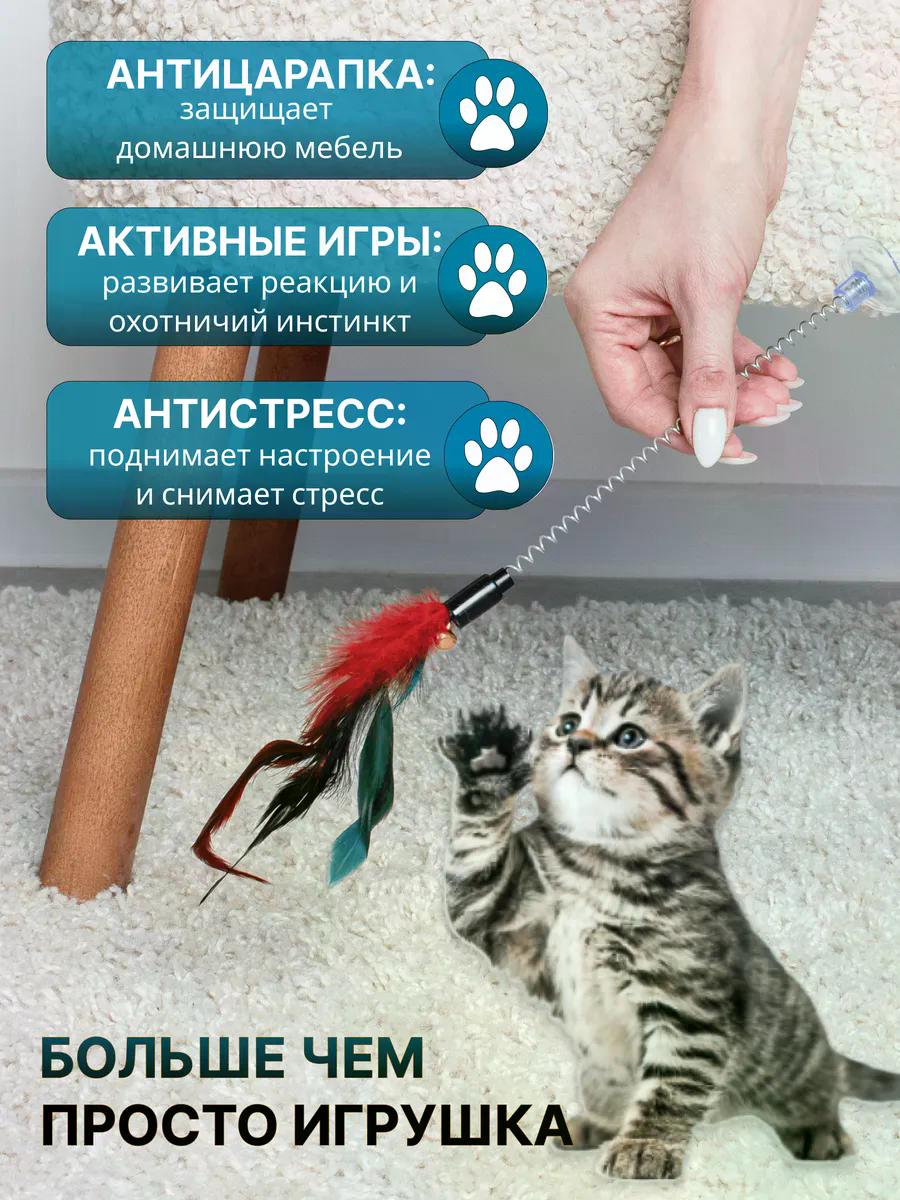 АНТИЦАРАПКА:
защищает
домашнюю мебель
АКТИВНЫЕ ИГРЫ:
развивает реакцию и
охотничий инстинкт
АНТИСТРЕСС:
поднимает настроение
и снимает стресс
БОЛЬШЕ ЧЕМ
ПРОСТО ИГРУШКА